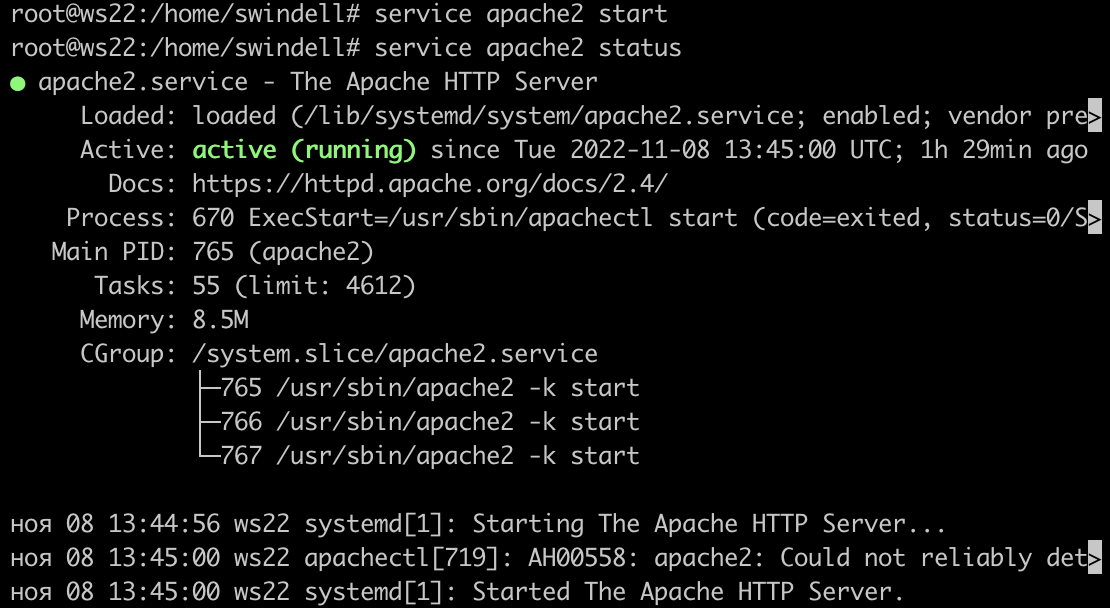 root@ws22:/home/swindell# service apache2 start
root@ws22:/home/swindell# service apache2 status
● apache2.service - The Apache HTTP Server
     Loaded: loaded (/lib/systemd/system/apache2.service; enabled; vendor pre>
     Active: active (running) since Tue 2022-11-08 13:45:00 UTC; 1h 29min ago
       Docs: https://httpd.apache.org/docs/2.4/
    Process: 670 ExecStart=/usr/sbin/apachectl start (code=exited, status=0/S>
   Main PID: 765 (apache2)
      Tasks: 55 (limit: 4612)
     Memory: 8.5M
     CGroup: /system.slice/apache2.service
             ├─765 /usr/sbin/apache2 -k start
             ├─766 /usr/sbin/apache2 -k start
             └─767 /usr/sbin/apache2 -k start

ноя 08 13:44:56 ws22 systemd[1]: Starting The Apache HTTP Server...
ноя 08 13:45:00 ws22 apachectl[719]: AH00558: apache2: Could not reliably det>
ноя 08 13:45:00 ws22 systemd[1]: Started The Apache HTTP Server.